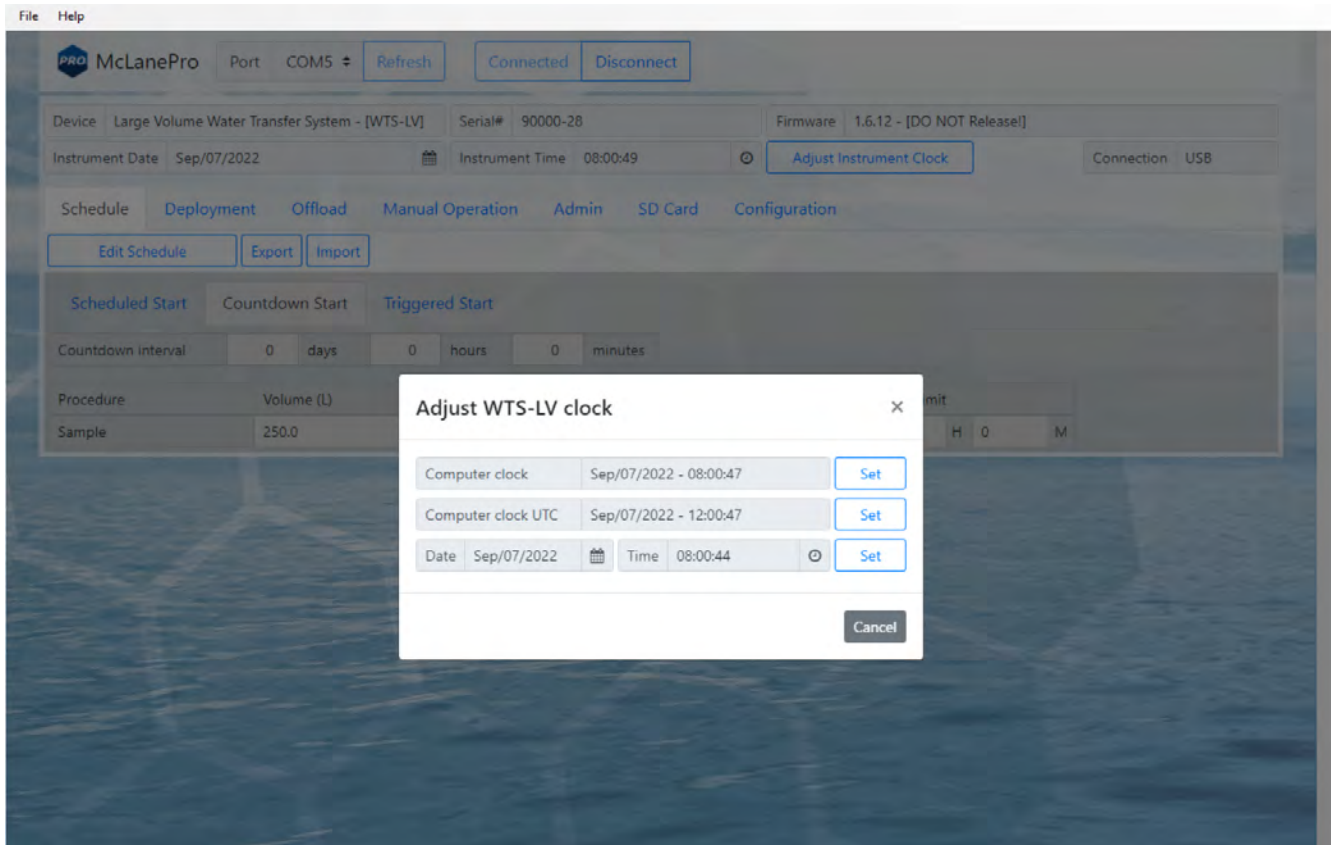 File Help
PRO McLanePro Port COM5 Refresh Connected Disconnect
Device Large Volume Water Transfer System - [WTS-LV] Serial# 90000-28 Firmware 1.6.12 - [DO NOT Release!]
Instrument Date Sep/07/2022 Instrument Time 08:00:49 Adjust Instrument Clock Connection USB
Schedule Deployment Offload Manual Operation Admin SD Card Configuration
Edit Schedule Export Import
Scheduled Start Countdown Start Triggered Start
Countdown interval 0 days 0 hours 0 minutes
Procedure Volume (L)
Sample 250.0 H 0 M
Adjust WTS-LV clock ×
Computer clock Sep/07/2022 - 08:00:47 Set
Computer clock UTC Sep/07/2022 - 12:00:47 Set
Date Sep/07/2022 Time 08:00:44 Set
Cancel